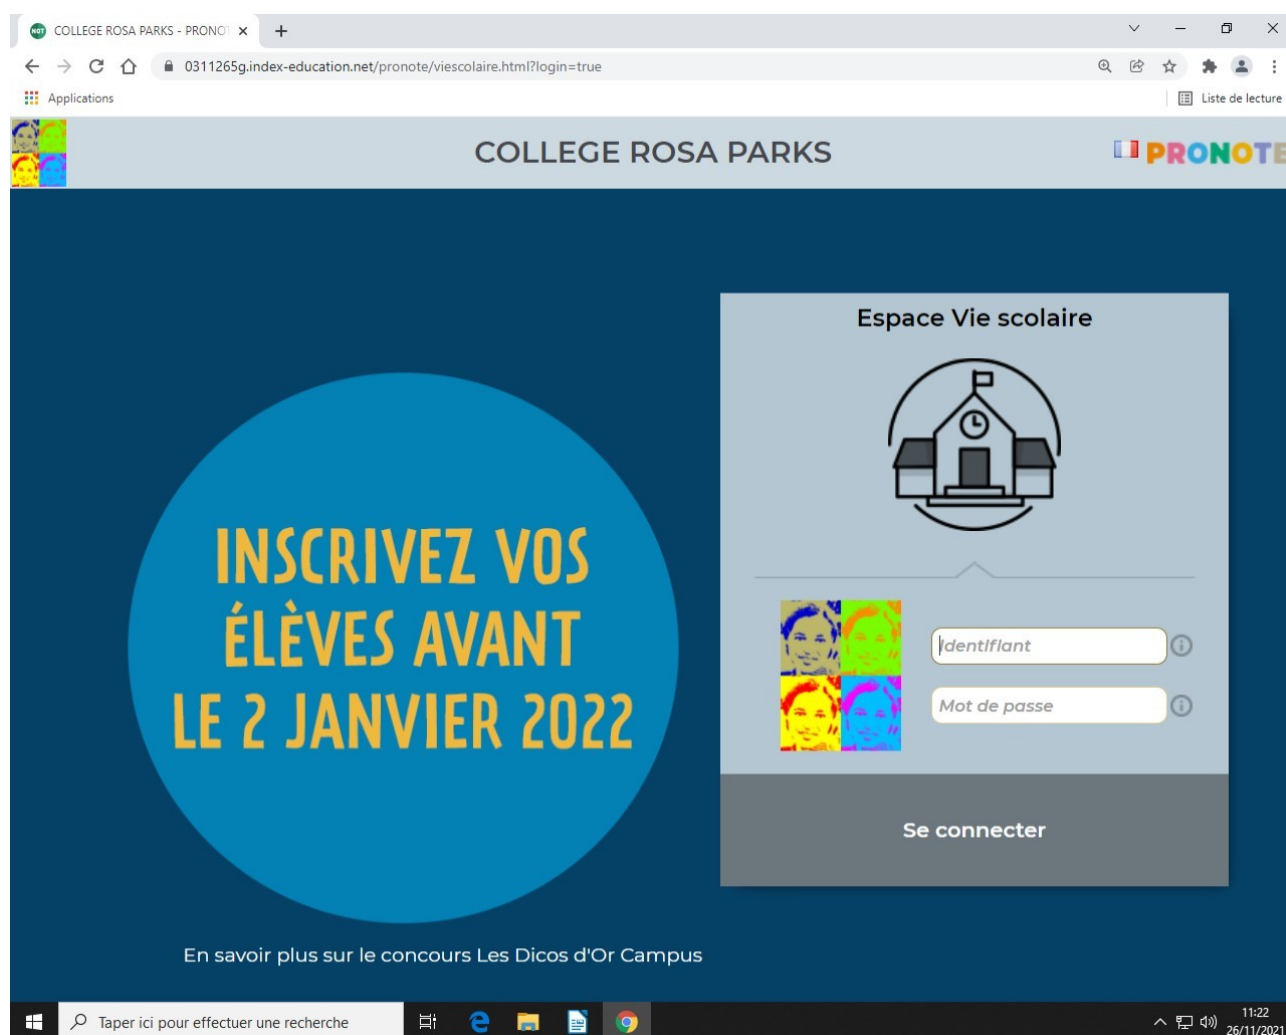 NOT
COLLEGE ROSA PARKS - PRONOT
0311265g.index-education.net/pronote/viescolaire.html?login=true
Applications
Liste de lecture
COLLEGE ROSA PARKS
PRONOTE
Espace Vie scolaire
INSCRIVEZ VOS
ÉLÈVES AVANT
LE 2 JANVIER 2022
Identifiant
Mot de passe
Se connecter
En savoir plus sur le concours Les Dicos d'Or Campus
Taper ici pour effectuer une recherche
11:22
26/11/2021